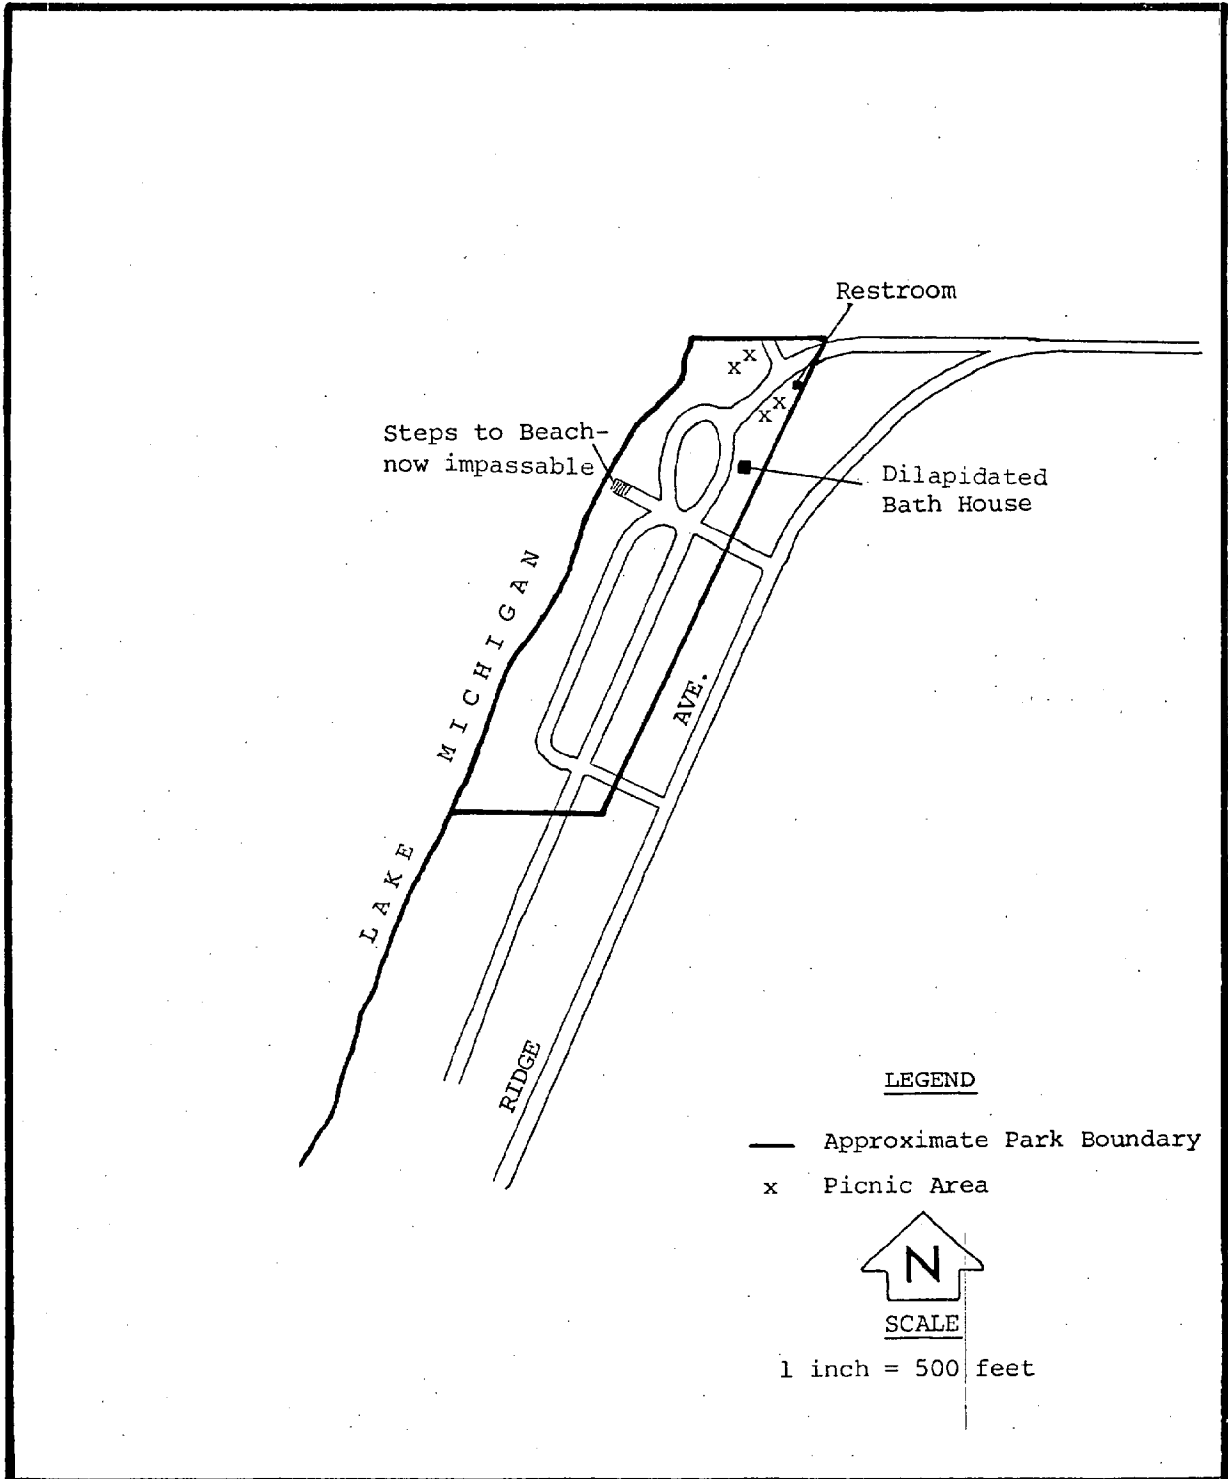 Restroom
Steps to Beach-
now impassable
Dilapidated
Bath House
LAKE MICHIGAN
RIDGE AVE.
LEGEND
Approximate Park Boundary
x Picnic Area
N
SCALE
1 inch = 500 feet